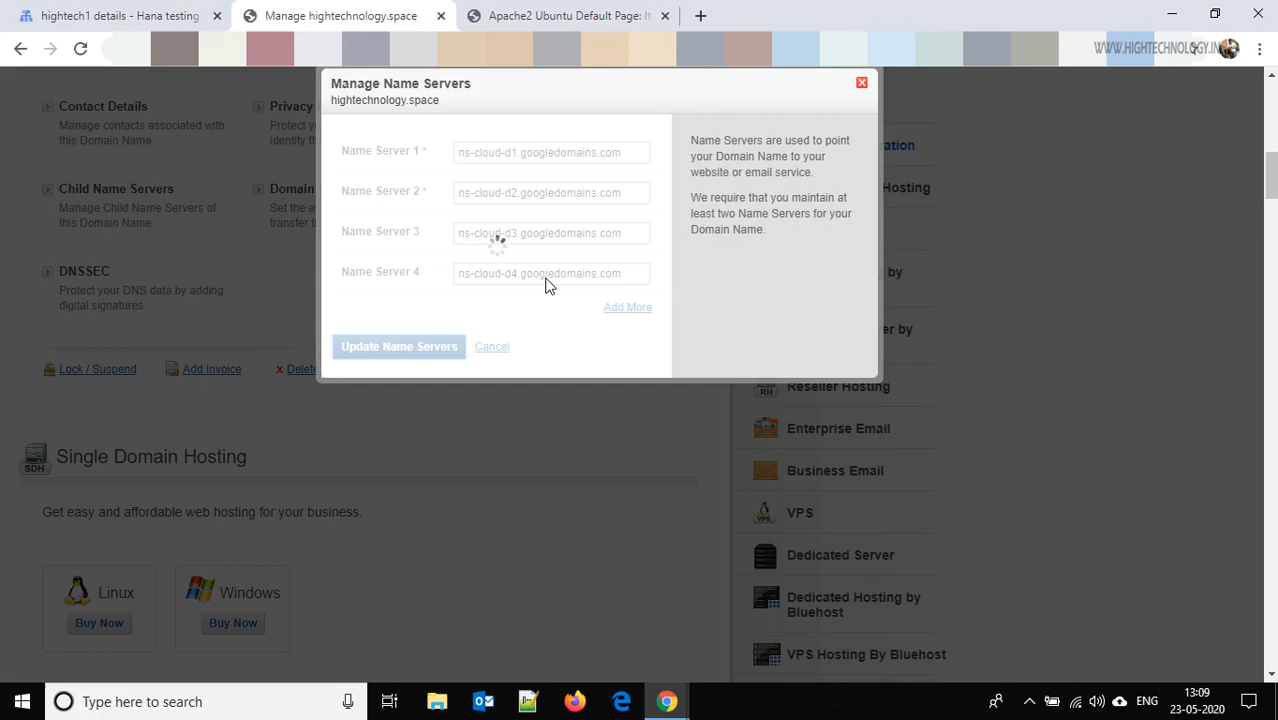 hightech1 details - Hana testing
Manage hightechnology.space
Apache2 Ubuntu Default Page: It
WWW.HIGHTECHNOLOGY.IN
Manage Name Servers
hightechnology.space
Name Server 1 *
ns-cloud-d1.googledomains.com
Name Server 2 *
ns-cloud-d2.googledomains.com
Name Server 3
ns-cloud-d3.googledomains.com
Name Server 4
ns-cloud-d4.googledomains.com
Add More
Update Name Servers
Cancel
Name Servers are used to point
your Domain Name to your
website or email service.
We require that you maintain at
least two Name Servers for your
Domain Name.
Contact Details
Manage contacts associated with
this Domain Name
Privacy
Protect
identity
Child Name Servers
Manage Child Name Servers of
this Domain Name
Domain
Set the a
transfer
DNSSEC
Protect your DNS data by adding
digital signatures
Lock / Suspend
Add Invoice
x Delete
Single Domain Hosting
SDH
Get easy and affordable web hosting for your business.
Linux
Buy Now
Windows
Buy Now
ration
Hosting
by
er by
RH
Reseller Hosting
Enterprise Email
Business Email
VPS
VPS
Dedicated Server
Dedicated Hosting by
Bluehost
VPS Hosting By Bluehost
Type here to search
ENG
13:09
23-05-2020